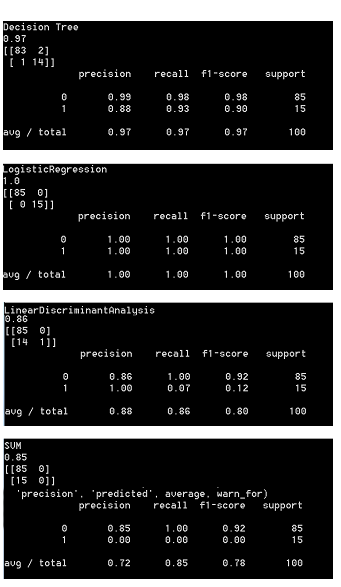 Decision Tree
0.97
[[83 2]
[ 1 14]]
precision recall f1-score support
0 0.99 0.98 0.98 85
1 0.88 0.93 0.90 15
avg / total 0.97 0.97 0.97 100
LogisticRegression
1.0
[[85 0]
[ 0 15]]
precision recall f1-score support
0 1.00 1.00 1.00 85
1 1.00 1.00 1.00 15
avg / total 1.00 1.00 1.00 100
LinearDiscriminantAnalysis
0.86
[[85 0]
[14 1]]
precision recall f1-score support
0 0.86 1.00 0.92 85
1 1.00 0.07 0.12 15
avg / total 0.88 0.86 0.80 100
SVM
0.85
[[85 0]
[15 0]]
'precision', 'predicted', average, warn_for)
precision recall f1-score support
0 0.85 1.00 0.92 85
1 0.00 0.00 0.00 15
avg / total 0.72 0.85 0.78 100